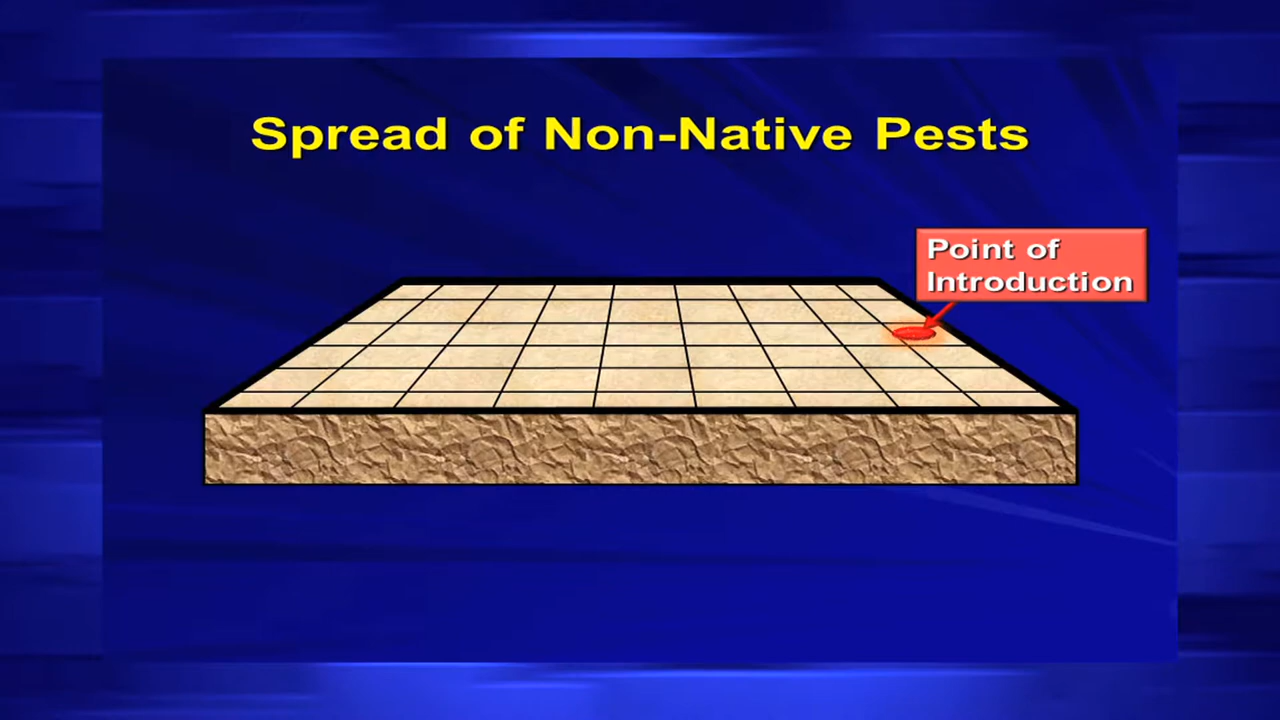 Spread of Non-Native Pests
Point of
Introduction